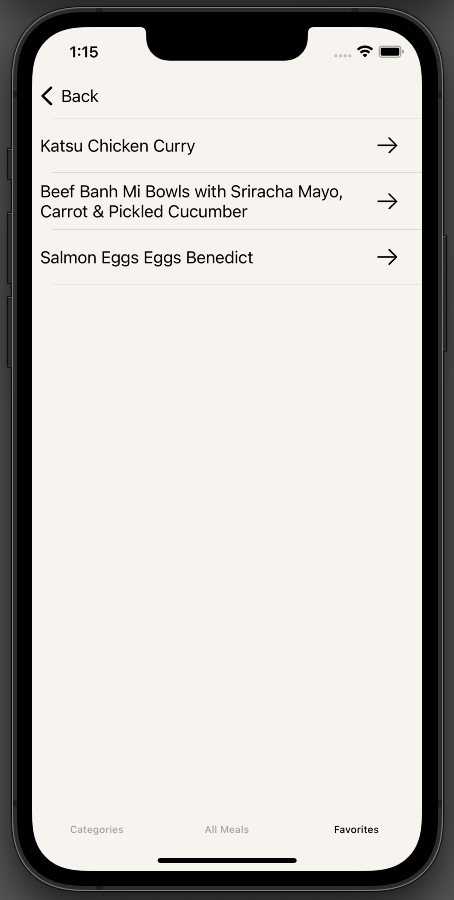 1:15
Back
Katsu Chicken Curry
Beef Banh Mi Bowls with Sriracha Mayo,
Carrot & Pickled Cucumber
Salmon Eggs Eggs Benedict
Categories All Meals Favorites